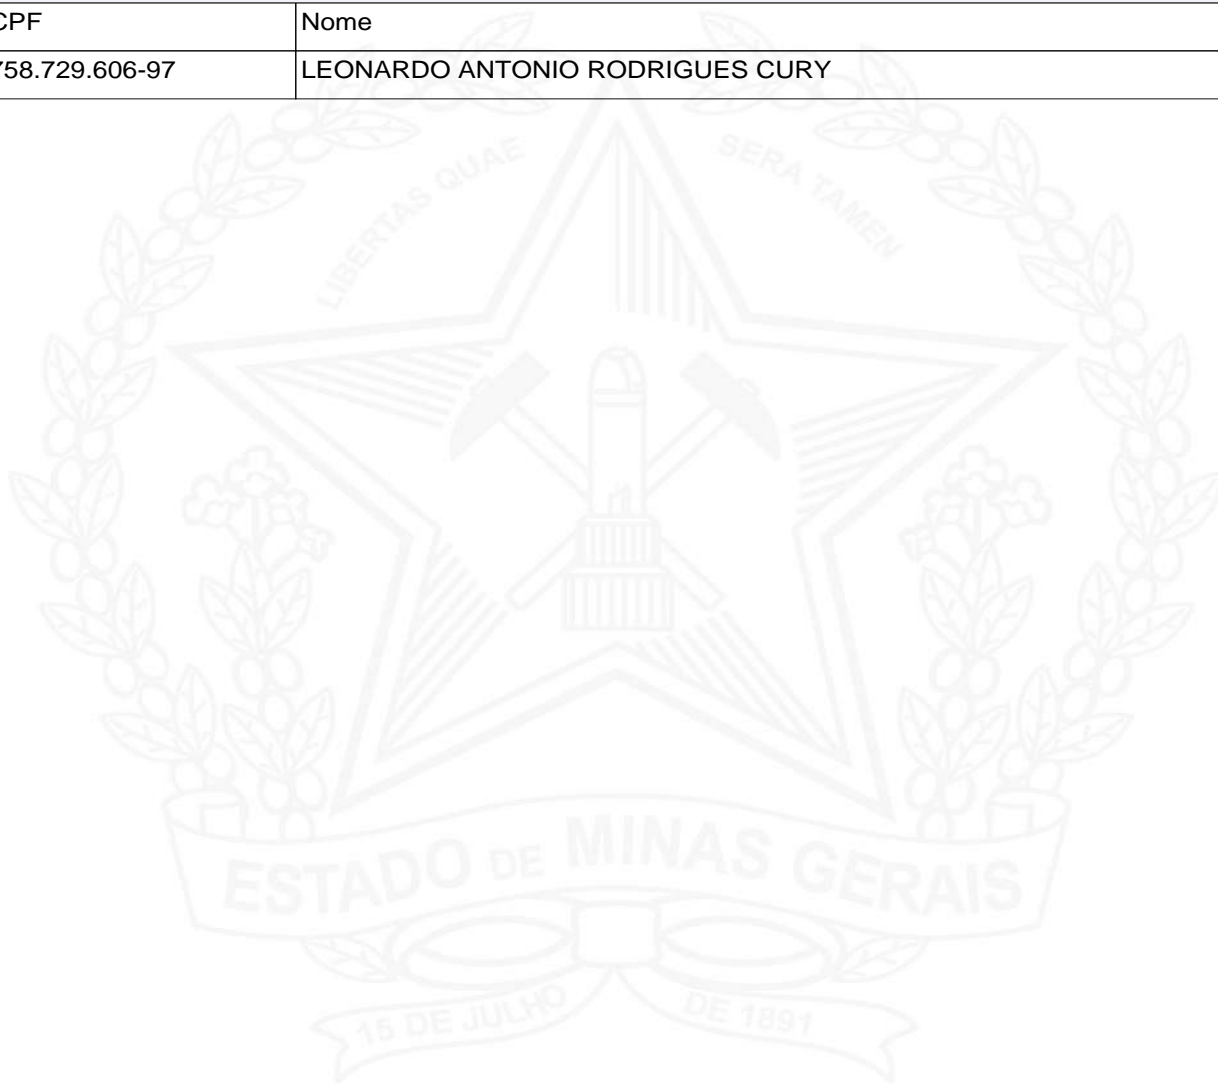 CPF Nome
758.729.606-97 LEONARDO ANTONIO RODRIGUES CURY
LIBERTAS QUAE SERA TAMEN
ESTADO DE MINAS GERAIS
15 DE JULHO DE 1891